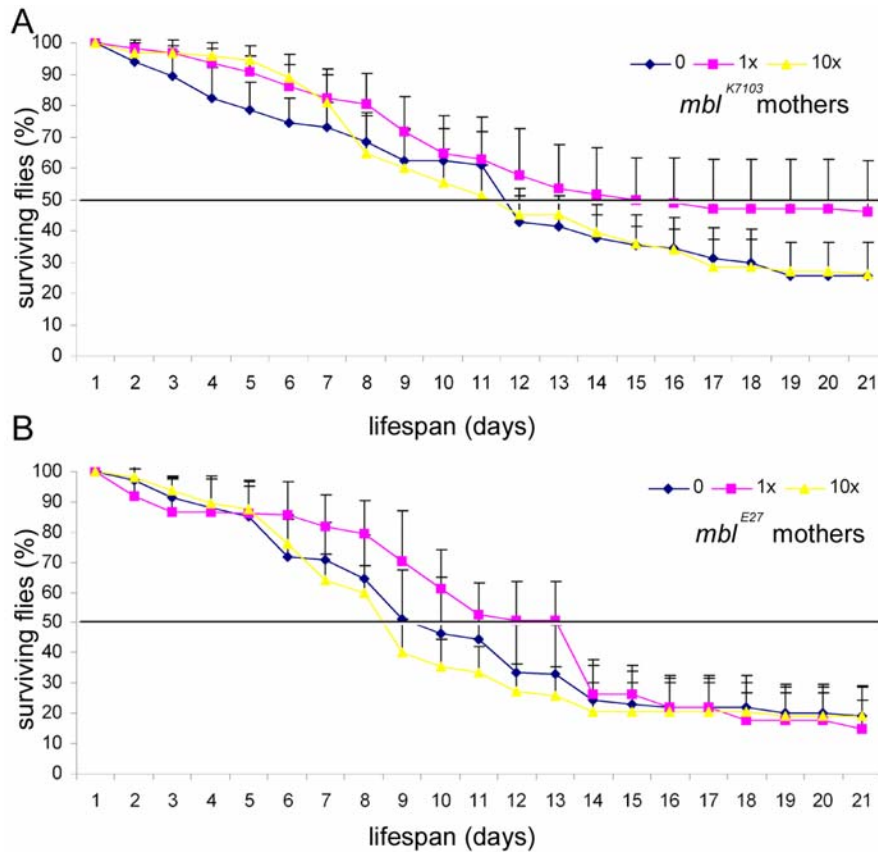 A
0 1x 10x
mbl K7103 mothers
surviving flies (%)
100
90
80
70
60
50
40
30
20
10
0
1 2 3 4 5 6 7 8 9 10 11 12 13 14 15 16 17 18 19 20 21
lifespan (days)
B
0 1x 10x
mbl E27 mothers
surviving flies (%)
100
90
80
70
60
50
40
30
20
10
0
1 2 3 4 5 6 7 8 9 10 11 12 13 14 15 16 17 18 19 20 21
lifespan (days)